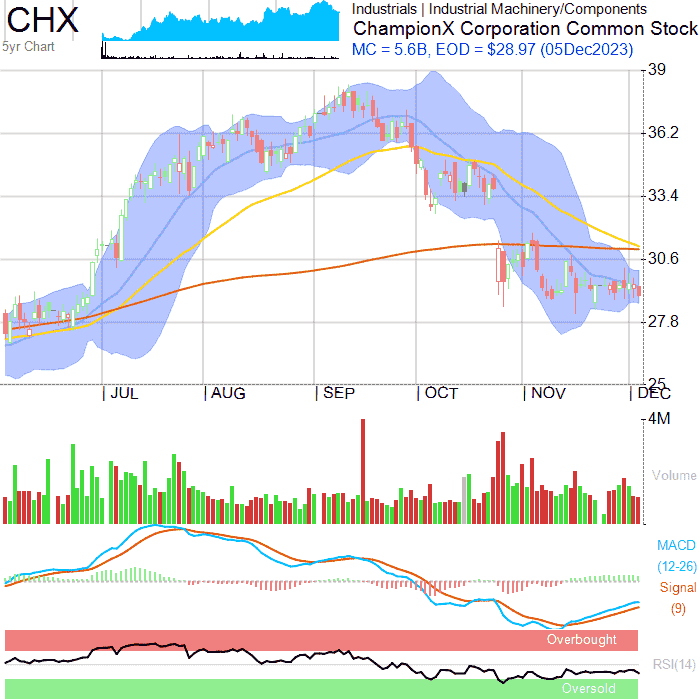 CHX
5yr Chart
Industrials | Industrial Machinery/Components
ChampionX Corporation Common Stock
MC = 5.6B, EOD = $28.97 (05Dec2023)
39
36.2
33.4
30.6
27.8
25
JUL
AUG
SEP
OCT
NOV
DEC
4M
Volume
MACD
(12-26)
Signal
(9)
Overbought
RSI(14)
Oversold